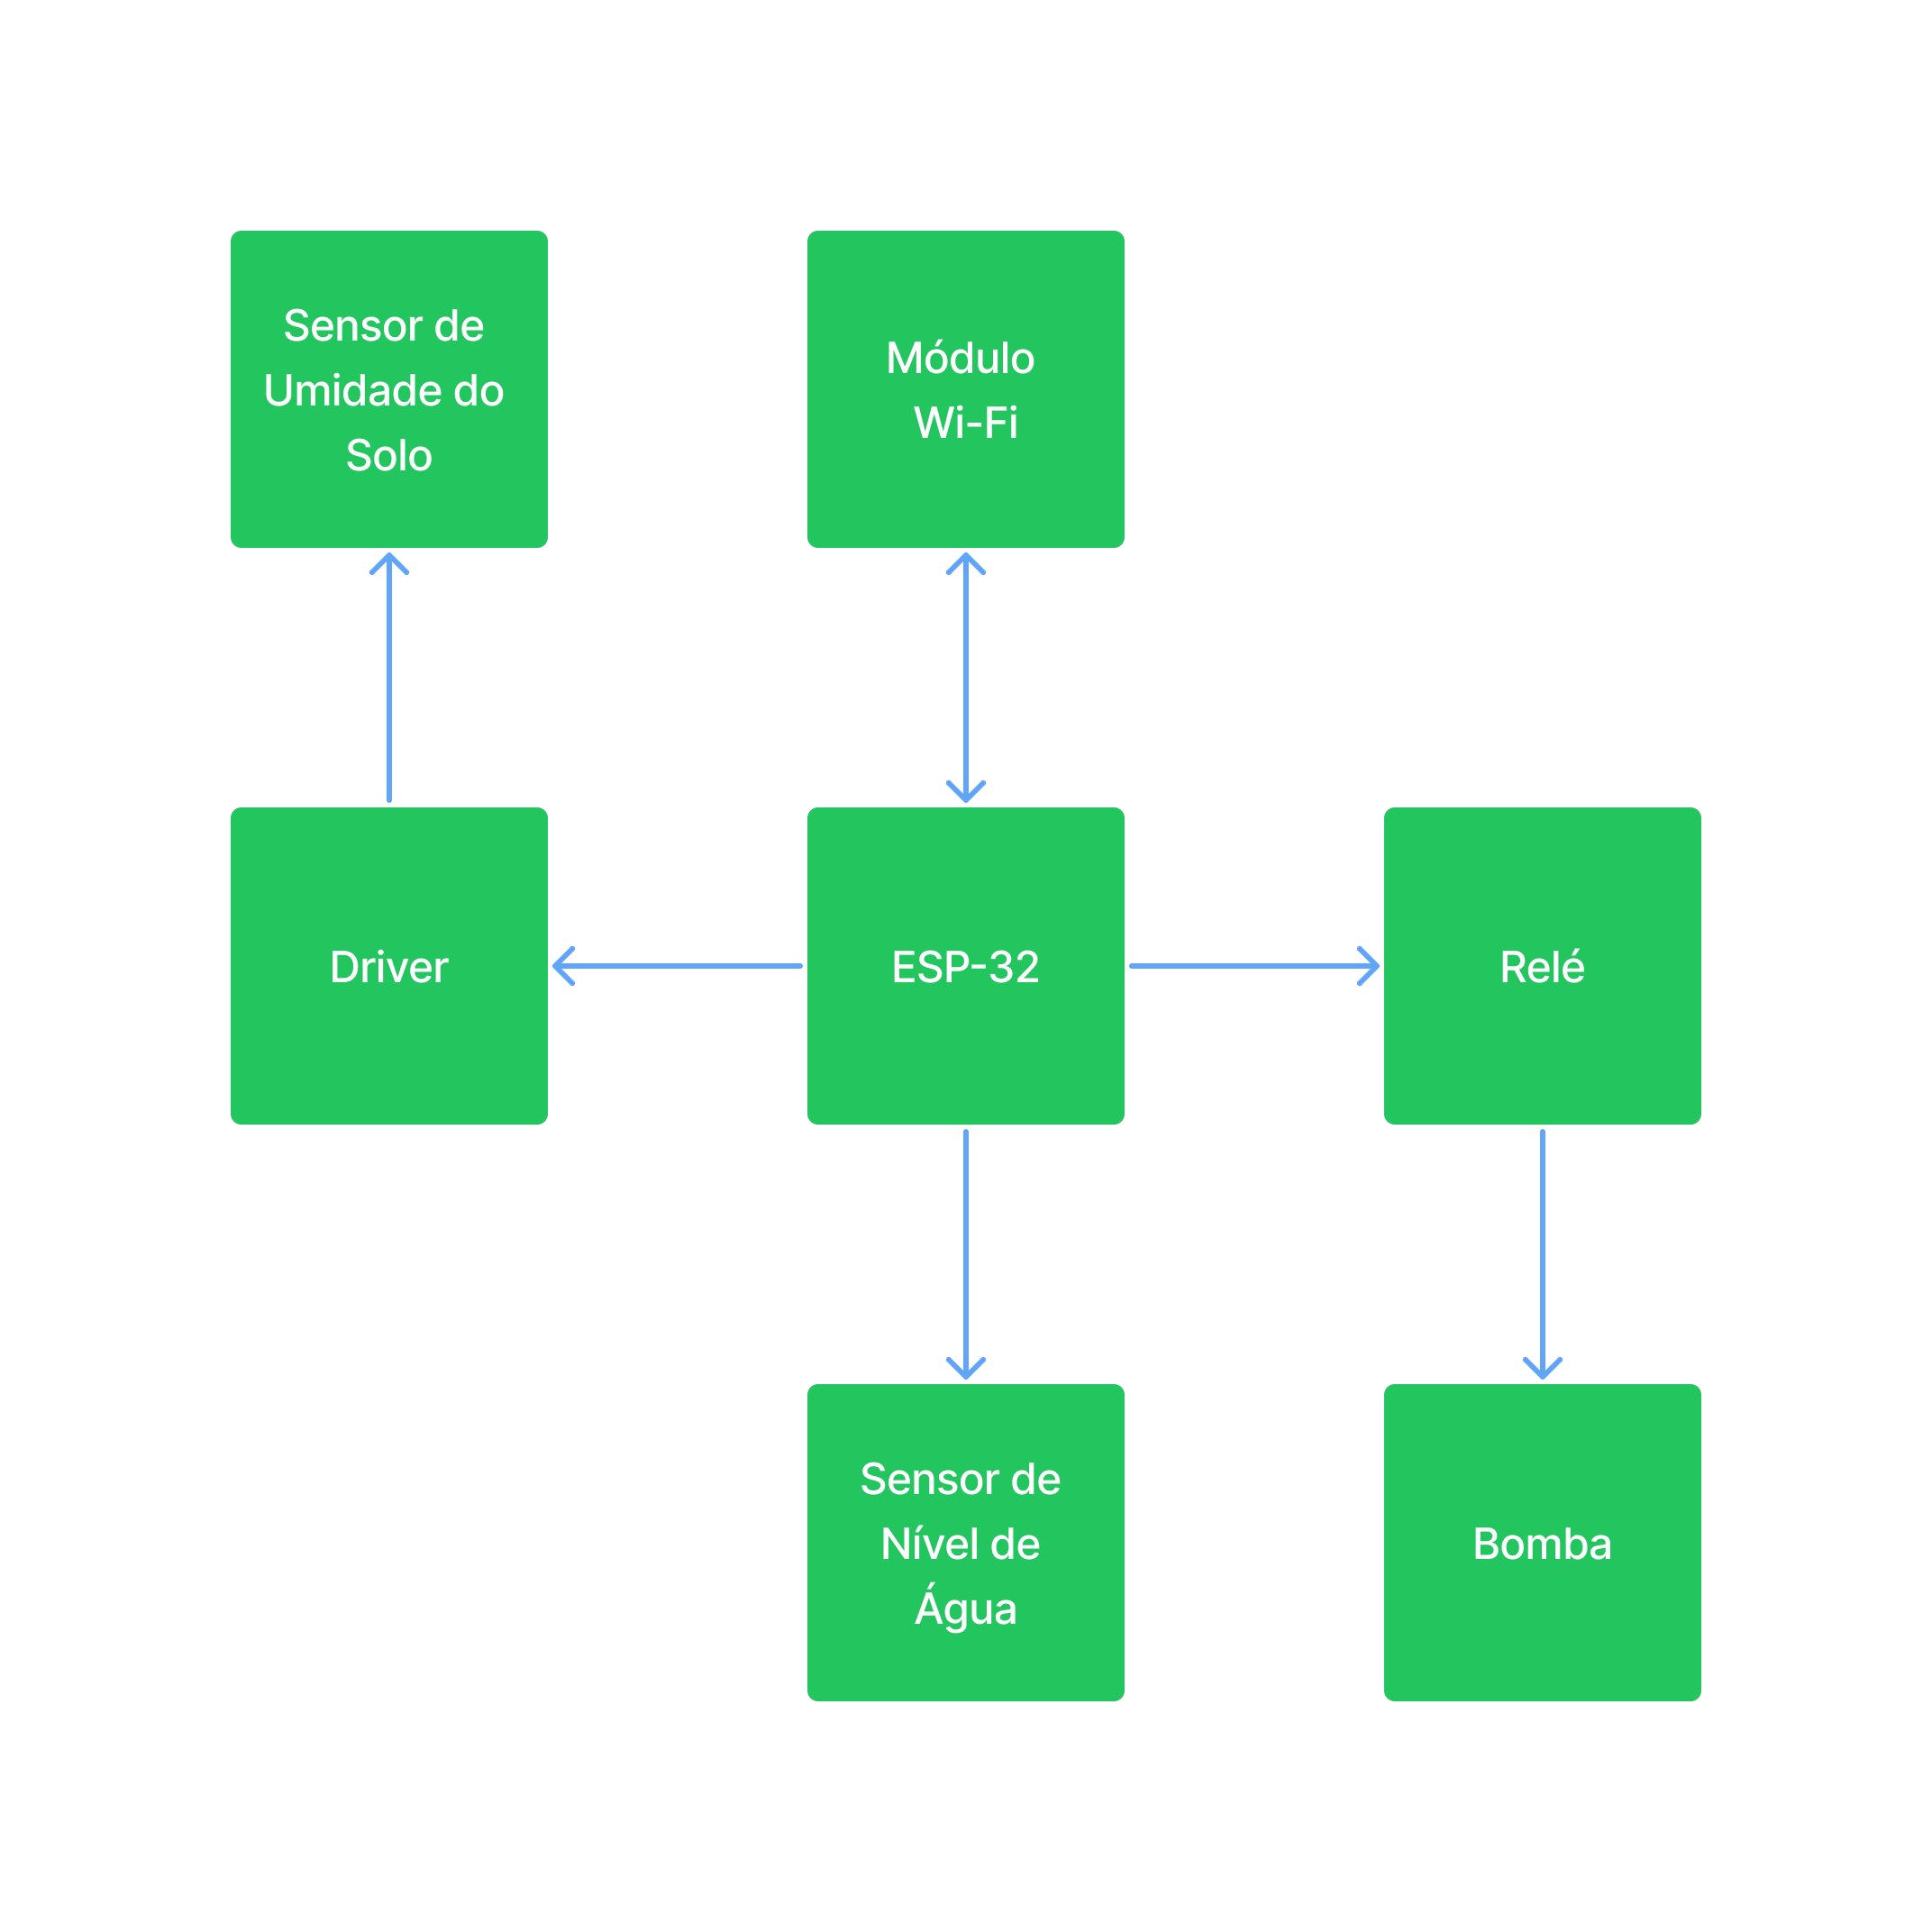 Sensor de
Umidade do
Solo
Módulo
Wi-Fi
Driver
ESP-32
Relé
Sensor de
Nível de
Água
Bomba